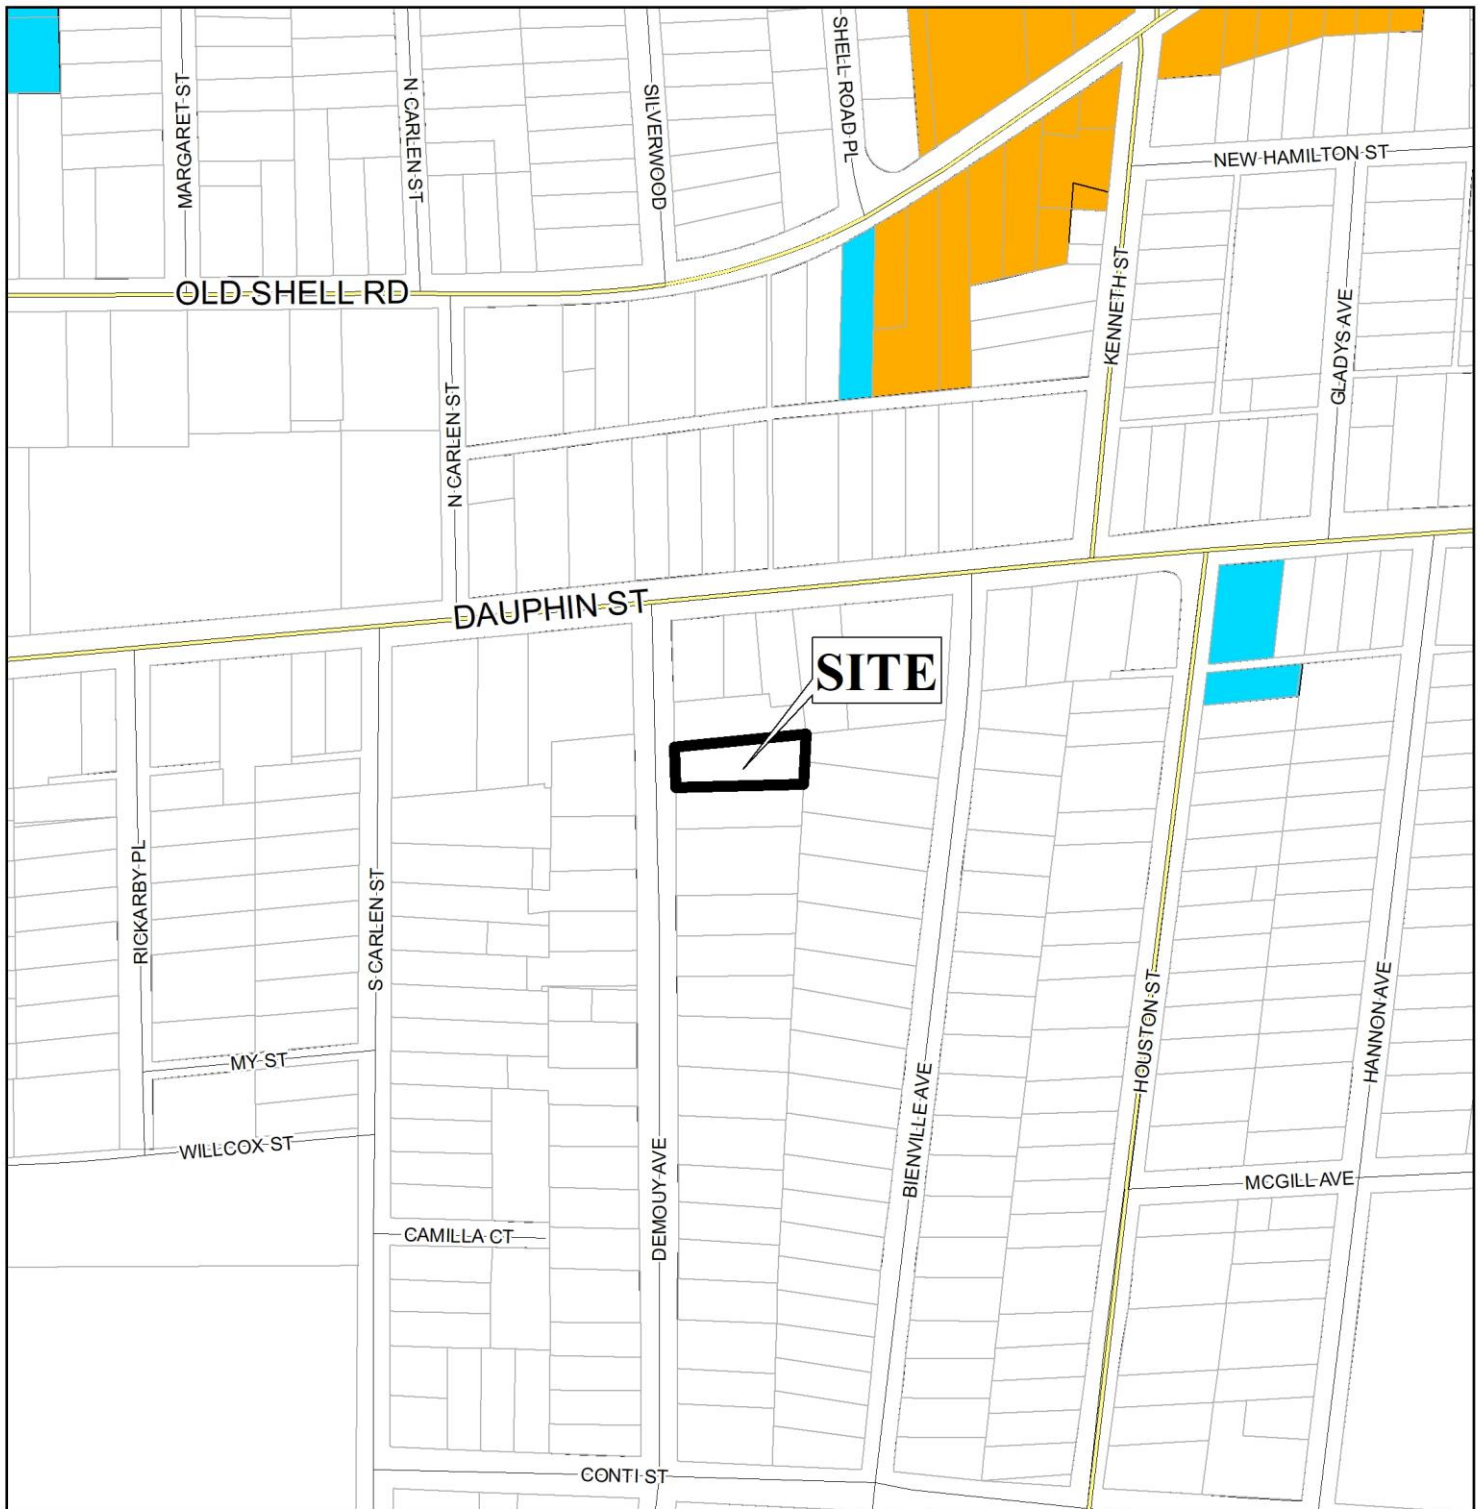 SHELL ROAD PL
MARGARET ST
N CARLEN ST
SILVERWOOD
NEW HAMILTON ST
OLD SHELL RD
KENNETH ST
GLADYS AVE
N CARLEN ST
DAUPHIN ST
SITE
RICKARBY PL
S CARLEN ST
HOUSTON ST
HANNON AVE
MY ST
BIENVILLE AVE
WILLCOX ST
DEMOUY AVE
MCGILL AVE
CAMILLA CT
CONTI ST